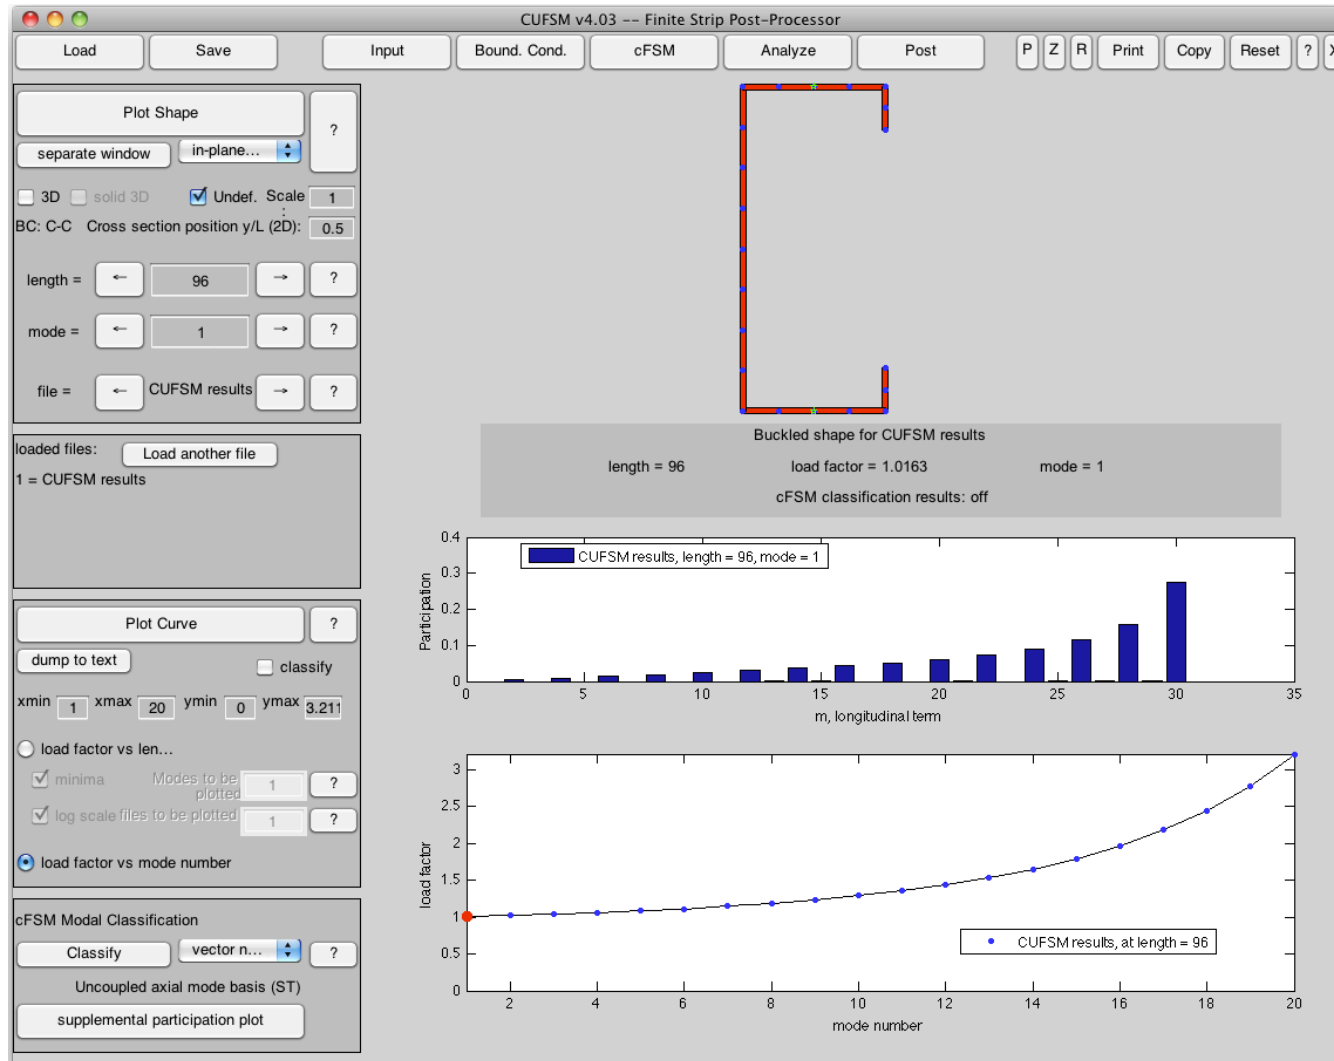 CUFSM v4.03 -- Finite Strip Post-Processor
Load Save Input Bound. Cond. cFSM Analyze Post P Z R Print Copy Reset ? X
Plot Shape ?
separate window in-plane...
3D solid 3D Undef. Scale : 1
BC: C-C Cross section position y/L (2D): 0.5
length = ← 96 → ?
mode = ← 1 → ?
file = ← CUFSM results → ?
loaded files: Load another file
1 = CUFSM results
Plot Curve ?
dump to text classify
xmin 1 xmax 20 ymin 0 ymax 3.211
load factor vs len...
minima Modes to be plotted 1 ?
log scale files to be plotted 1 ?
load factor vs mode number
cFSM Modal Classification
Classify vector n... ?
Uncoupled axial mode basis (ST)
supplemental participation plot
Buckled shape for CUFSM results
length = 96 load factor = 1.0163 mode = 1
cFSM classification results: off
CUFSM results, length = 96, mode = 1
Participation
0.4
0.3
0.2
0.1
0
0 5 10 15 20 25 30 35
m, longitudinal term
load factor
3
2.5
2
1.5
1
0.5
0
CUFSM results, at length = 96
2 4 6 8 10 12 14 16 18 20
mode number